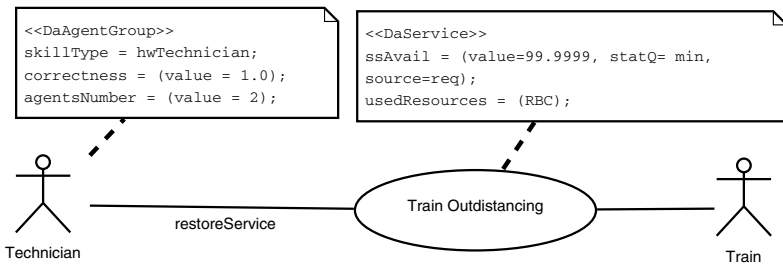 <<DaAgentGroup>>
skillType = hwTechnician;
correctness = (value = 1.0);
agentsNumber = (value = 2);
<<DaService>>
ssAvail = (value=99.9999, statQ= min,
source=req);
usedResources = (RBC);
Train Outdistancing
restoreService
Technician
Train